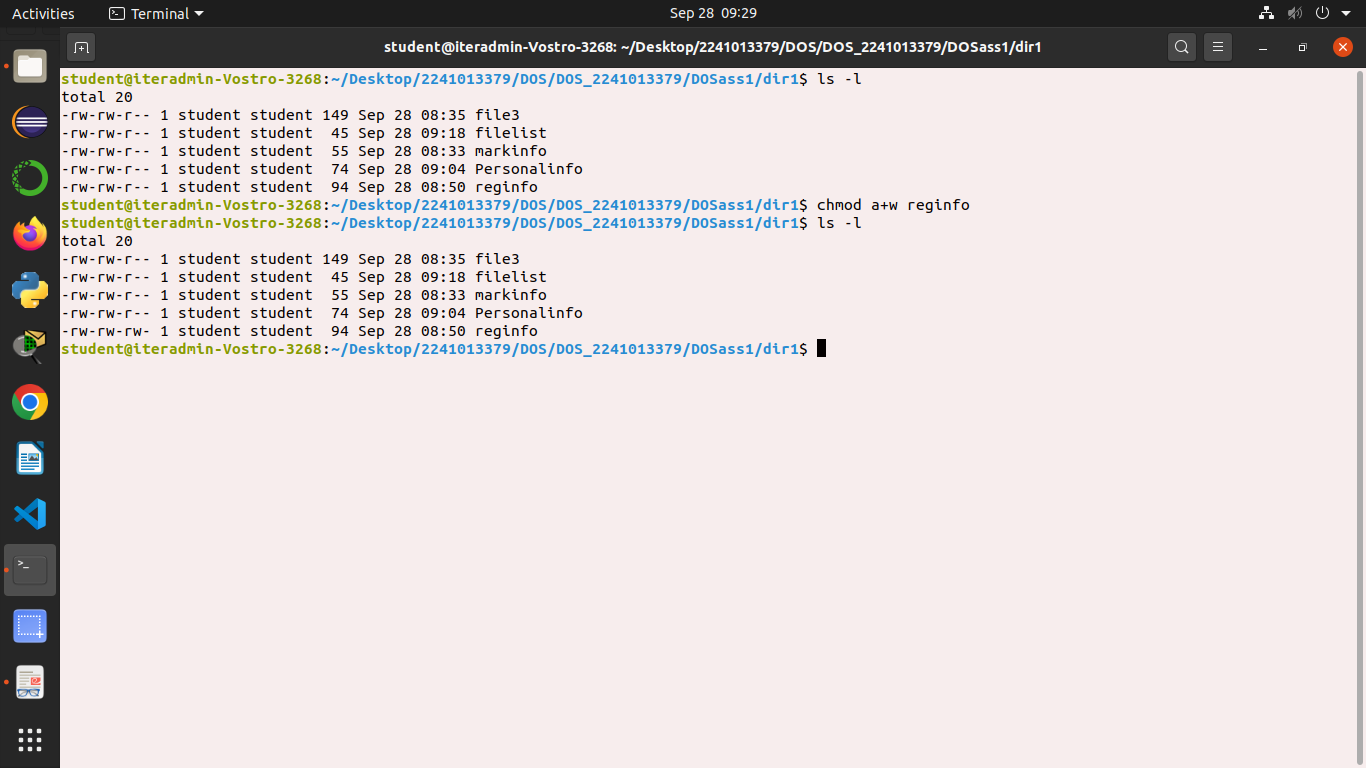 Activities
Terminal
Sep 28 09:29
student@iteradmin-Vostro-3268: ~/Desktop/2241013379/DOS/DOS_2241013379/DOSass1/dir1
student@iteradmin-Vostro-3268:~/Desktop/2241013379/DOS/DOS_2241013379/DOSass1/dir1$ ls -l
total 20
-rw-rw-r-- 1 student student 149 Sep 28 08:35 file3
-rw-rw-r-- 1 student student  45 Sep 28 09:18 filelist
-rw-rw-r-- 1 student student  55 Sep 28 08:33 markinfo
-rw-rw-r-- 1 student student  74 Sep 28 09:04 Personalinfo
-rw-rw-r-- 1 student student  94 Sep 28 08:50 reginfo
student@iteradmin-Vostro-3268:~/Desktop/2241013379/DOS/DOS_2241013379/DOSass1/dir1$ chmod a+w reginfo
student@iteradmin-Vostro-3268:~/Desktop/2241013379/DOS/DOS_2241013379/DOSass1/dir1$ ls -l
total 20
-rw-rw-r-- 1 student student 149 Sep 28 08:35 file3
-rw-rw-r-- 1 student student  45 Sep 28 09:18 filelist
-rw-rw-r-- 1 student student  55 Sep 28 08:33 markinfo
-rw-rw-r-- 1 student student  74 Sep 28 09:04 Personalinfo
-rw-rw-rw- 1 student student  94 Sep 28 08:50 reginfo
student@iteradmin-Vostro-3268:~/Desktop/2241013379/DOS/DOS_2241013379/DOSass1/dir1$